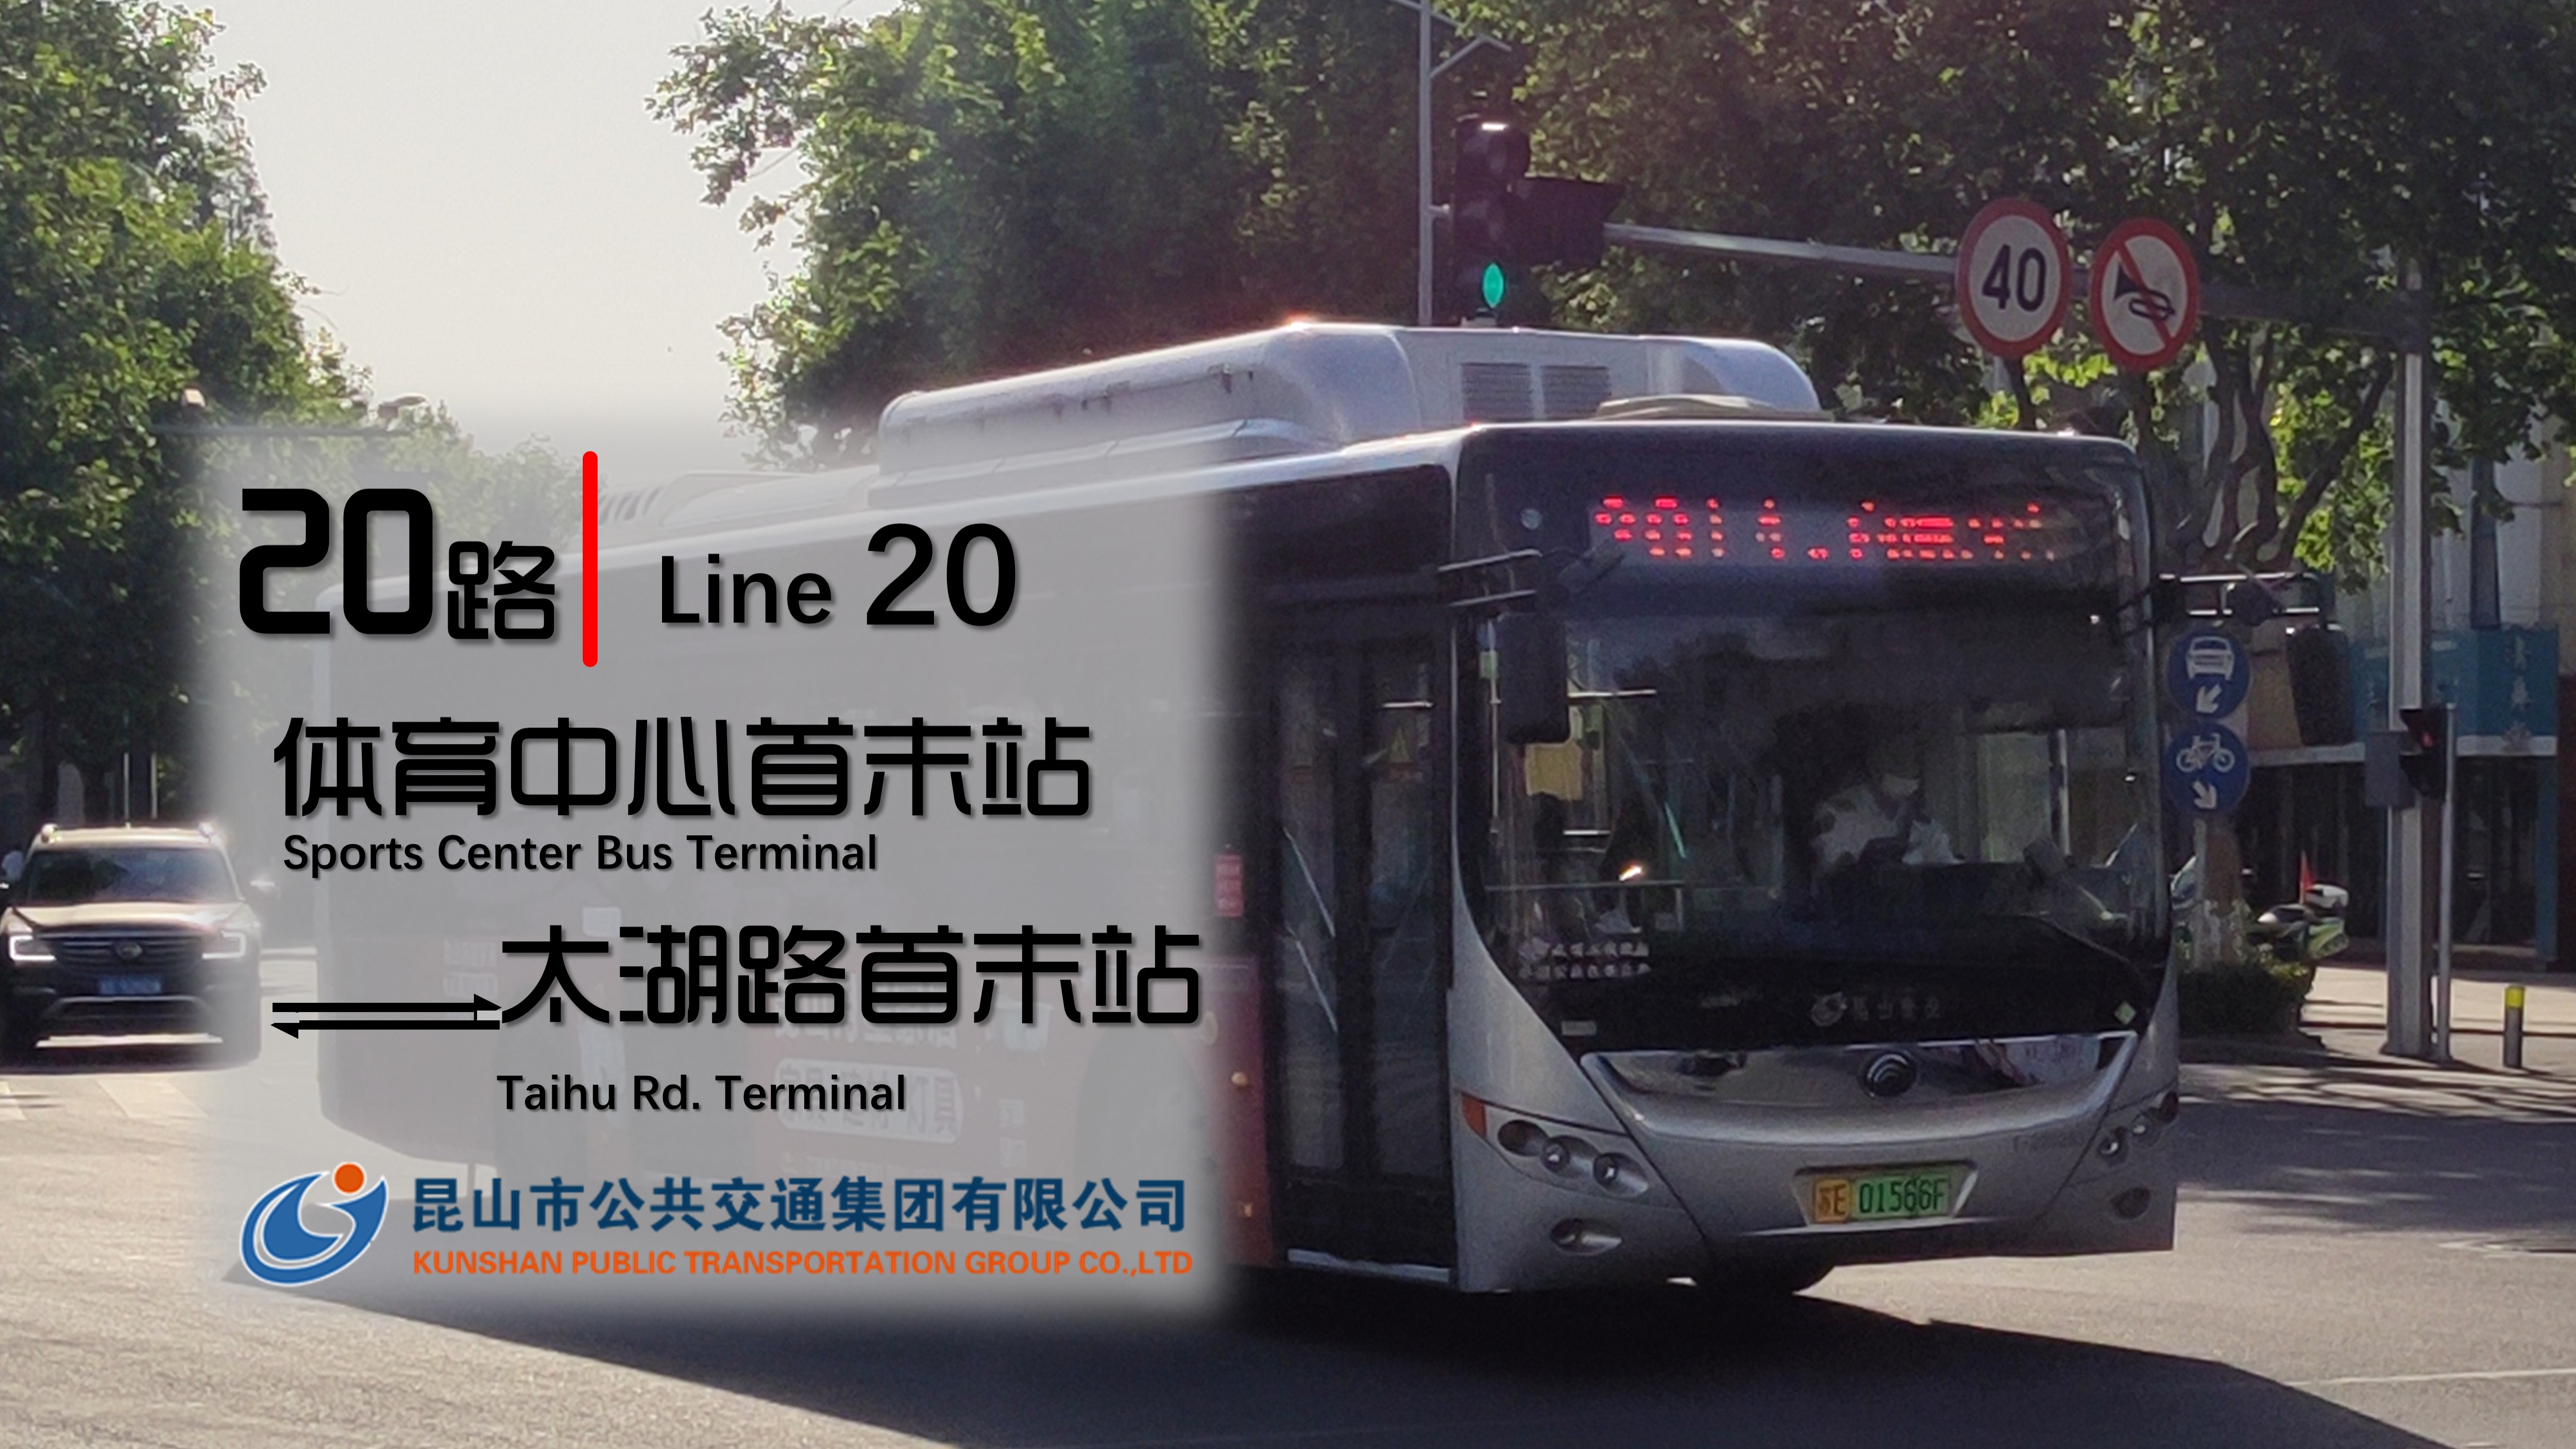 20路 Line 20
体育中心首末站
Sports Center Bus Terminal
太湖路首末站
Taihu Rd. Terminal
昆山市公共交通集团有限公司
KUNSHAN PUBLIC TRANSPORTATION GROUP CO.,LTD
40
苏E 01566F